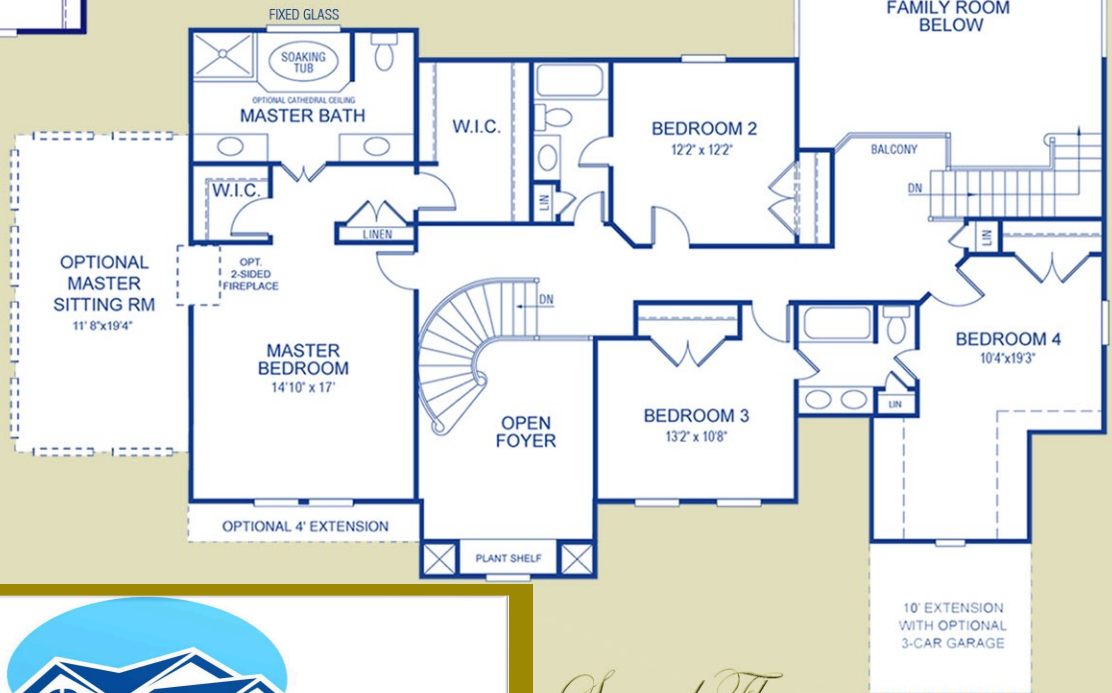 FIXED GLASS
FAMILY ROOM
BELOW
SOAKING
TUB
OPTIONAL CATHEDRAL CEILING
MASTER BATH
W.I.C.
BEDROOM 2
12'2" x 12'2"
BALCONY
DN
W.I.C.
LIN
LINEN
LIN
OPTIONAL
MASTER
SITTING RM
11' 8"x19'4"
OPT.
2-SIDED
FIREPLACE
DN
MASTER
BEDROOM
14'10" x 17'
BEDROOM 4
10'4"x19'3"
OPEN
FOYER
BEDROOM 3
13'2" x 10'8"
LIN
OPTIONAL 4' EXTENSION
PLANT SHELF
10' EXTENSION
WITH OPTIONAL
3-CAR GARAGE